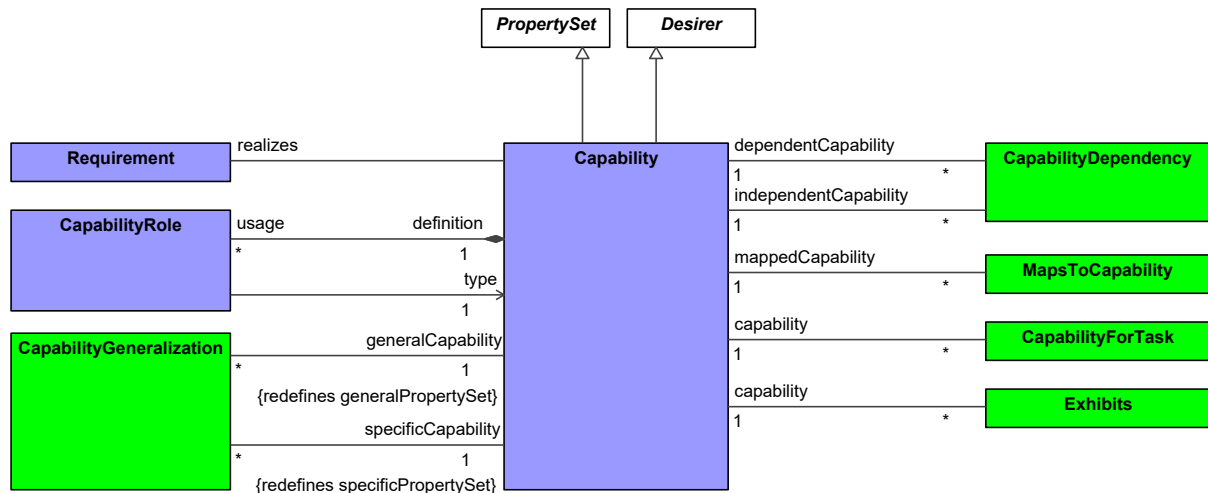 PropertySet
Desirer
Requirement
realizes
Capability
dependentCapability
1
*
CapabilityDependency
independentCapability
1
*
CapabilityRole
usage
definition
*
1
type
1
mappedCapability
1
*
MapsToCapability
CapabilityGeneralization
generalCapability
*
1
{redefines generalPropertySet}
capability
1
*
CapabilityForTask
specificCapability
*
1
{redefines specificPropertySet}
capability
1
*
Exhibits